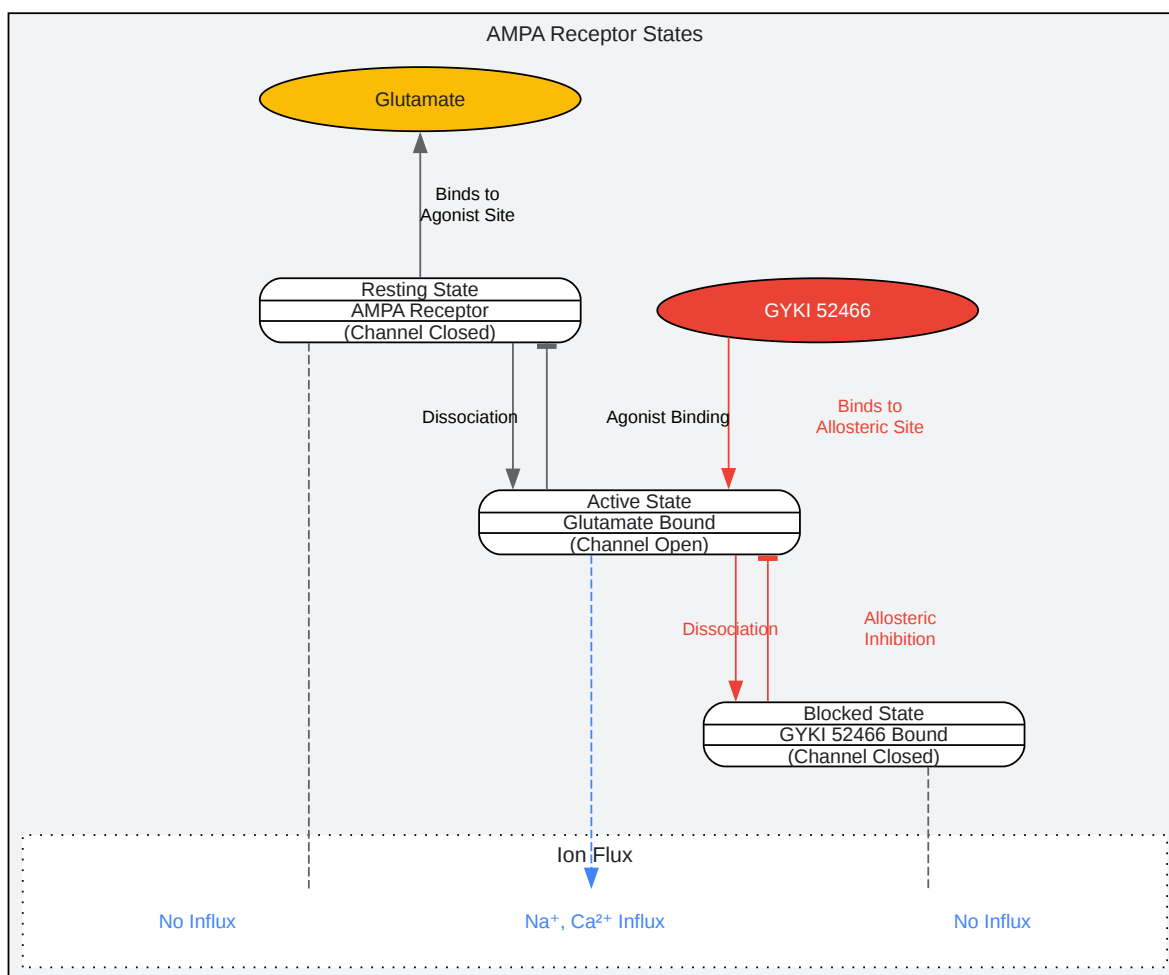 AMPA Receptor States
Glutamate
Binds to
Agonist Site
Resting State
AMPA Receptor
(Channel Closed)
GYKI 52466
Dissociation
Agonist Binding
Binds to
Allosteric Site
Active State
Glutamate Bound
(Channel Open)
Dissociation
Allosteric
Inhibition
Blocked State
GYKI 52466 Bound
(Channel Closed)
Ion Flux
No Influx
Na⁺, Ca²⁺ Influx
No Influx